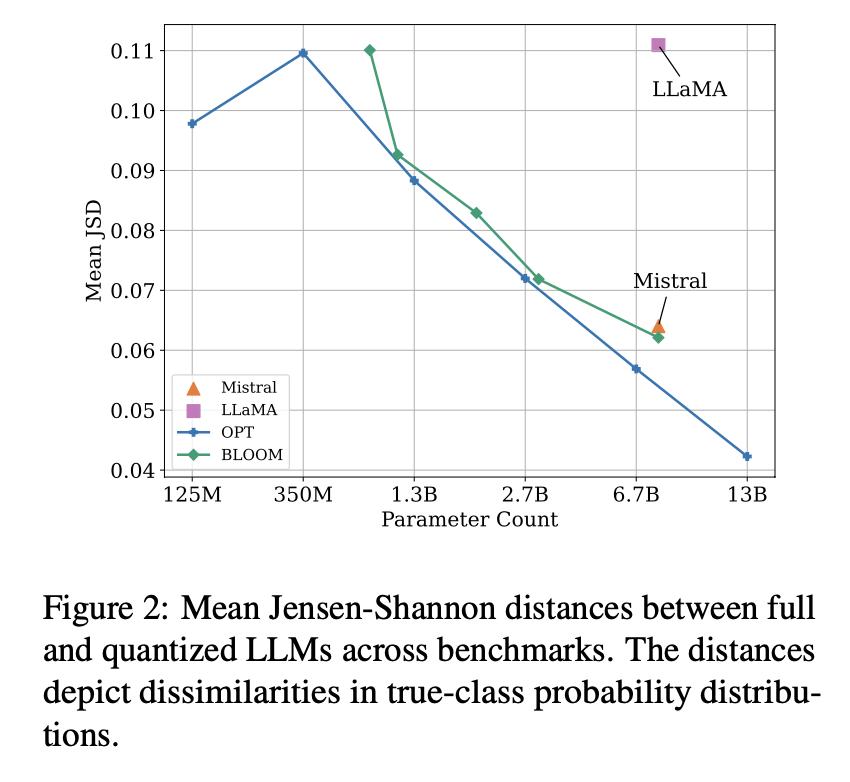 0.11
0.10
0.09
0.08
0.07
0.06
0.05
0.04
Mean JSD
LLaMA
Mistral
Mistral
LLaMA
OPT
BLOOM
125M 350M 1.3B 2.7B 6.7B 13B
Parameter Count
Figure 2: Mean Jensen-Shannon distances between full
and quantized LLMs across benchmarks. The distances
depict dissimilarities in true-class probability distribu-
tions.